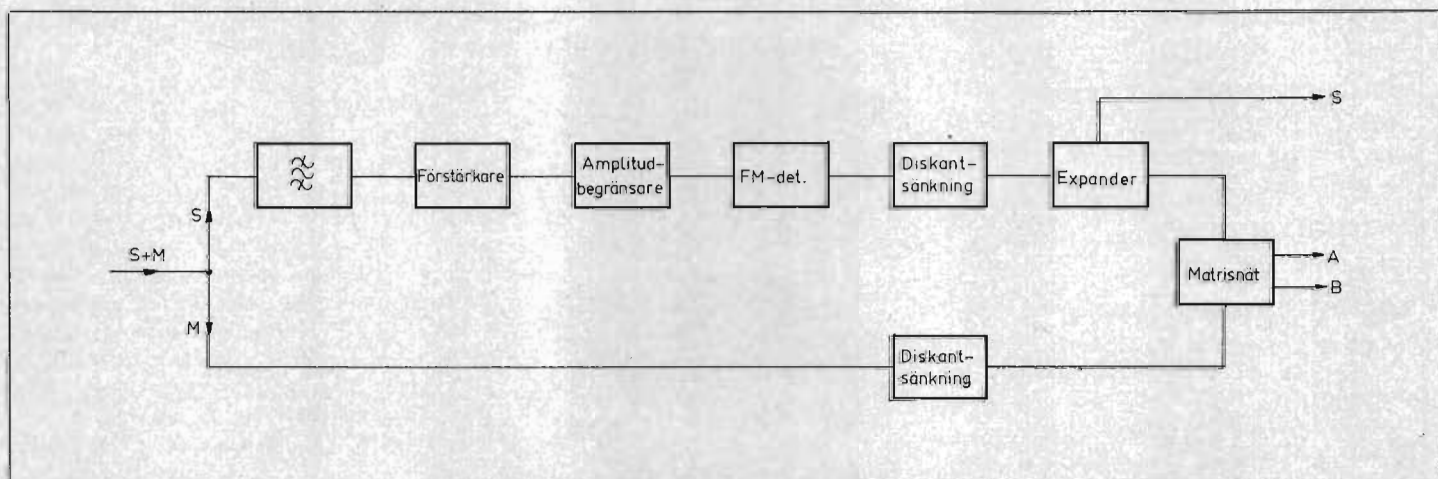 S
Förstärkare
Amplitud-
begränsare
FM-det.
Diskant-
sänkning
Expander
S
S+M
Matrisnät
A
B
M
Diskant-
sänkning